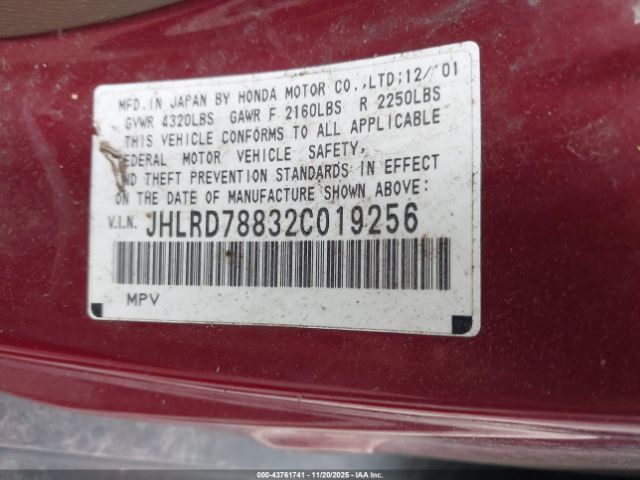 MFD.IN JAPAN BY HONDA MOTOR CO.,LTD;12/'01
GVWR 4320LBS GAWR F 2160LBS R 2250LBS
THIS VEHICLE CONFORMS TO ALL APPLICABLE
FEDERAL MOTOR VEHICLE SAFETY,
AND THEFT PREVENTION STANDARDS IN EFFECT
ON THE DATE OF MANUFACTURE SHOWN ABOVE:
V.I.N. JHLRD78832C019256
MPV
000-43761741 - 11/20/2025 - IAA Inc.